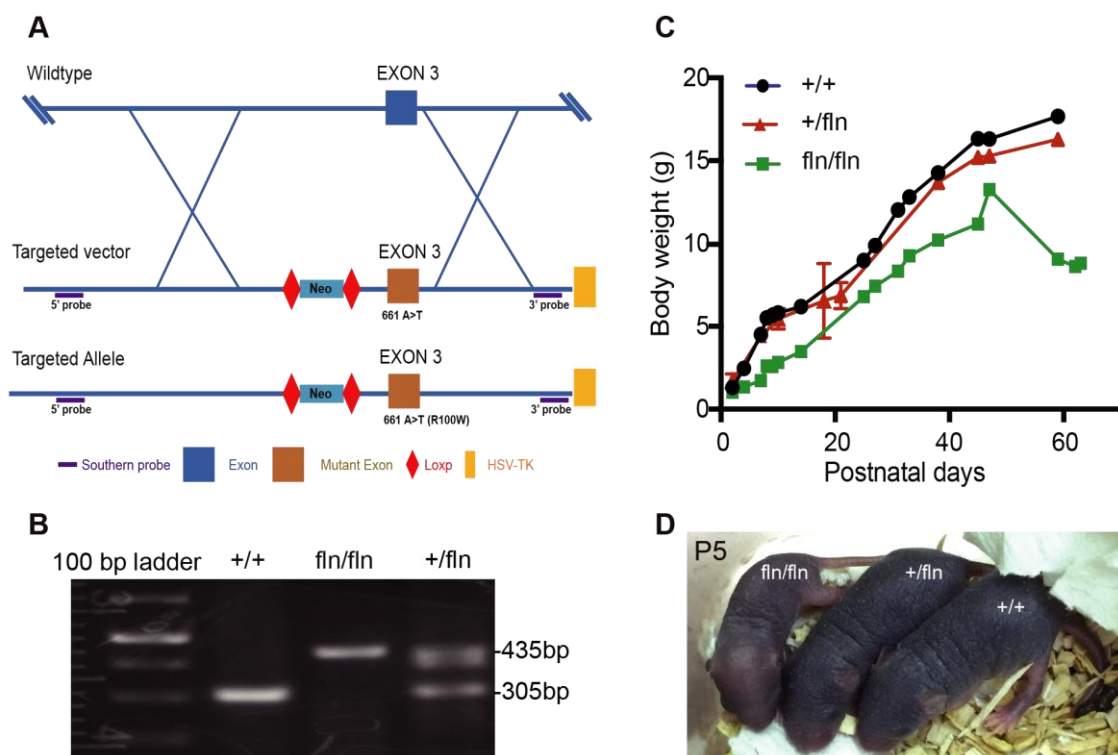 A
Wildtype
EXON 3
Targeted vector
EXON 3
Neo
5' probe
661 A>T
3' probe
Targeted Allele
EXON 3
Neo
5' probe
661 A>T (R100W)
3' probe
Southern probe Exon Mutant Exon Loxp HSV-TK
B
100 bp ladder +/+ fln/fln +/fln
-435bp
-305bp
C
+/+
+/fln
fln/fln
Body weight (g)
20
15
10
5
0
0 20 40 60
Postnatal days
D
P5
fln/fln
+/fln
+/+